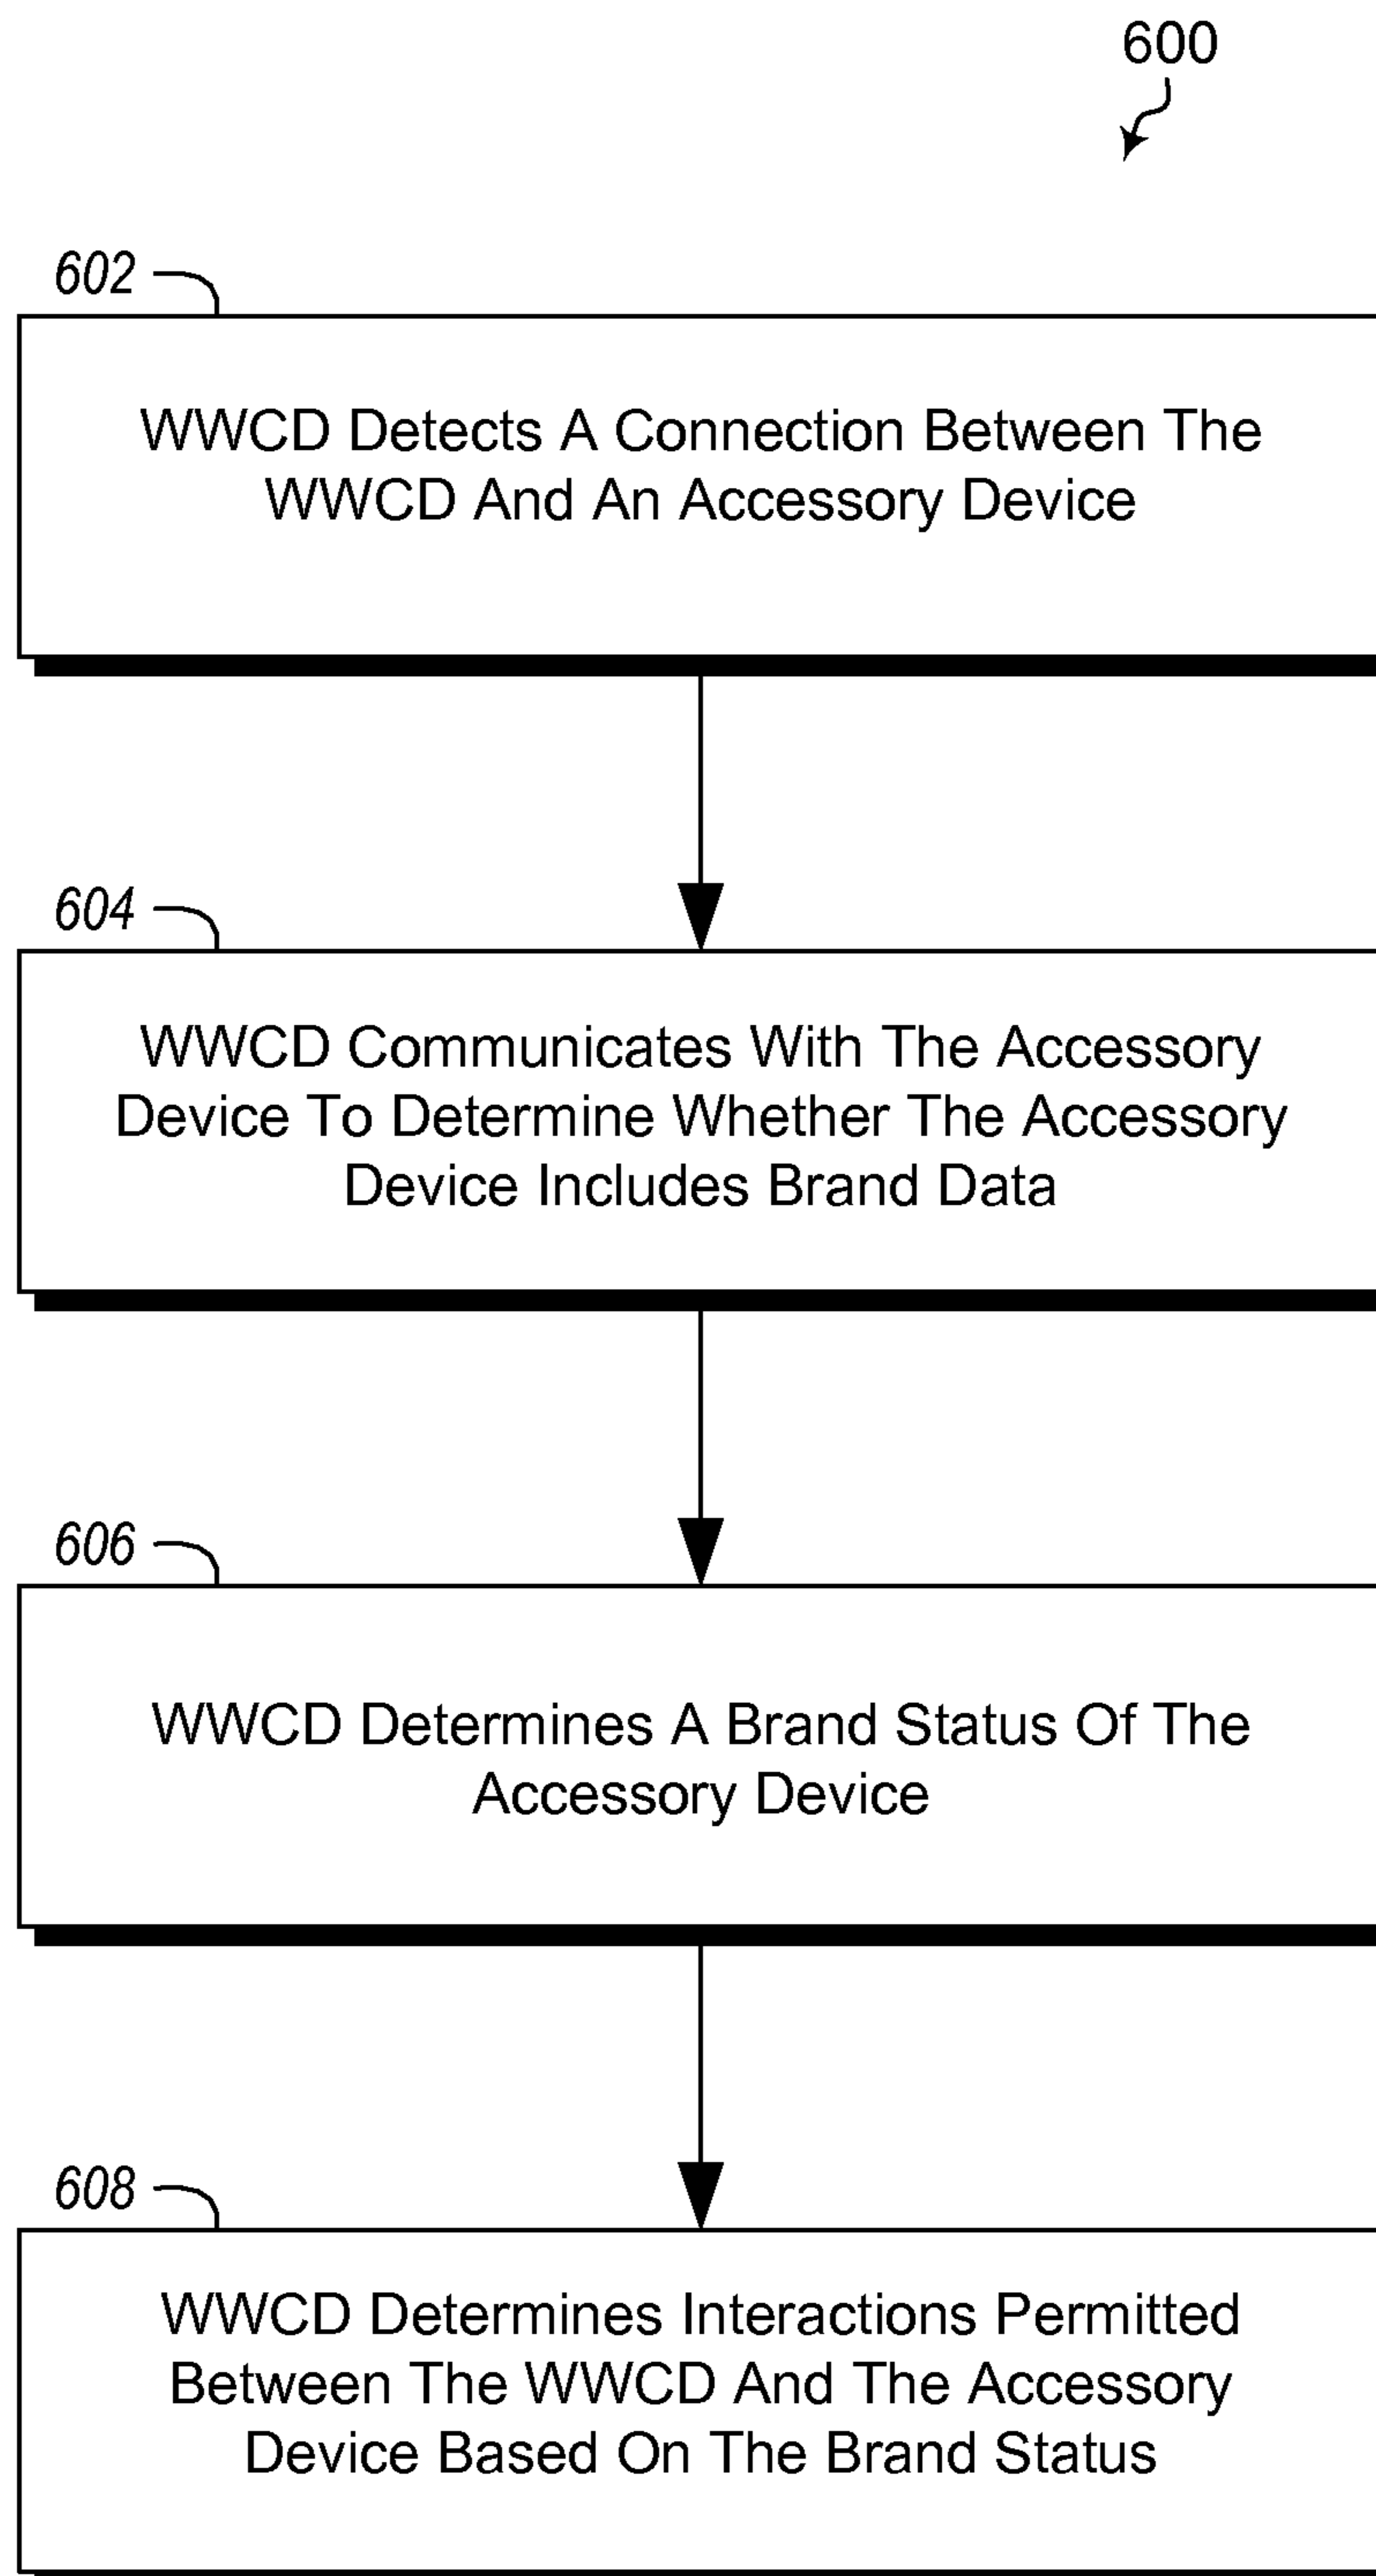 600
602
WWCD Detects A Connection Between The
WWCD And An Accessory Device
604
WWCD Communicates With The Accessory
Device To Determine Whether The Accessory
Device Includes Brand Data
606
WWCD Determines A Brand Status Of The
Accessory Device
608
WWCD Determines Interactions Permitted
Between The WWCD And The Accessory
Device Based On The Brand Status